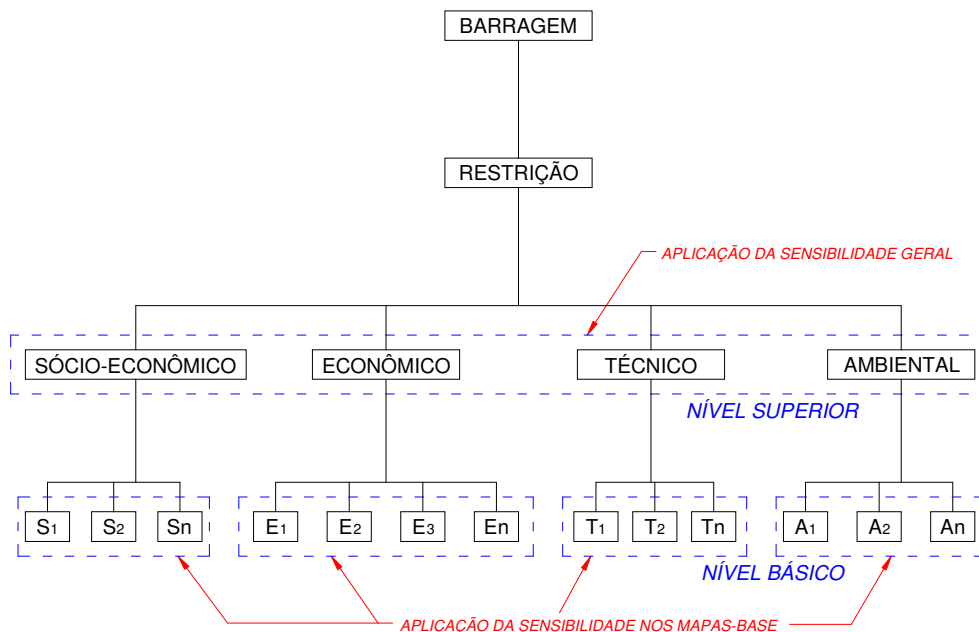 BARRAGEM
RESTRIÇÃO
APLICAÇÃO DA SENSIBILIDADE GERAL
SÓCIO-ECONÔMICO
ECONÔMICO
TÉCNICO
AMBIENTAL
NÍVEL SUPERIOR
S1 S2 Sn
E1 E2 E3 En
T1 T2 Tn
A1 A2 An
NÍVEL BÁSICO
APLICAÇÃO DA SENSIBILIDADE NOS MAPAS-BASE